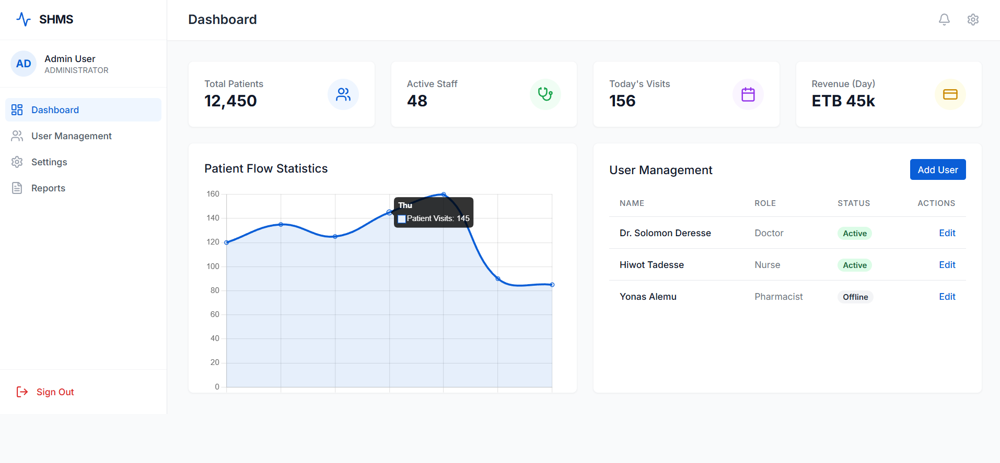 SHMS
Dashboard
AD
Admin User
ADMINISTRATOR
Dashboard
User Management
Settings
Reports
Sign Out
Total Patients
12,450
Active Staff
48
Today's Visits
156
Revenue (Day)
ETB 45k
Patient Flow Statistics
160
140
120
100
80
60
40
20
0
Thu
Patient Visits: 145
User Management
Add User
NAME ROLE STATUS ACTIONS
Dr. Solomon Deresse Doctor Active Edit
Hiwot Tadesse Nurse Active Edit
Yonas Alemu Pharmacist Offline Edit